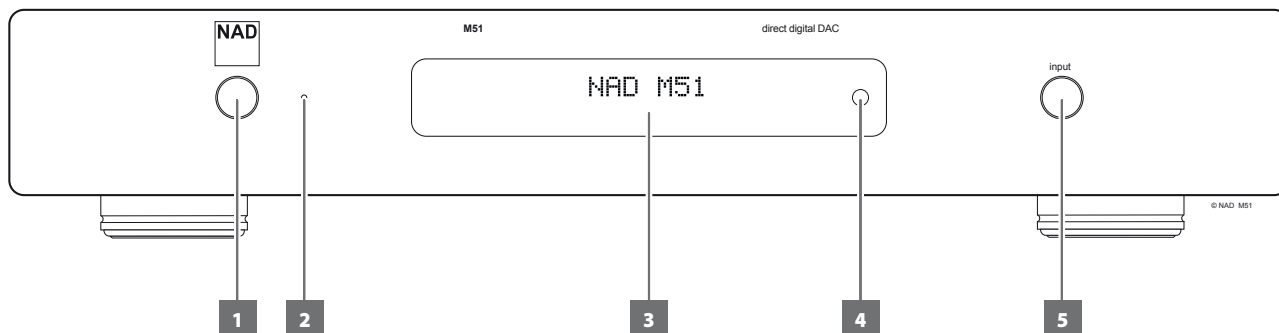 NAD
M51
direct digital DAC
NAD M51
input
© NAD M51
1 2 3 4 5